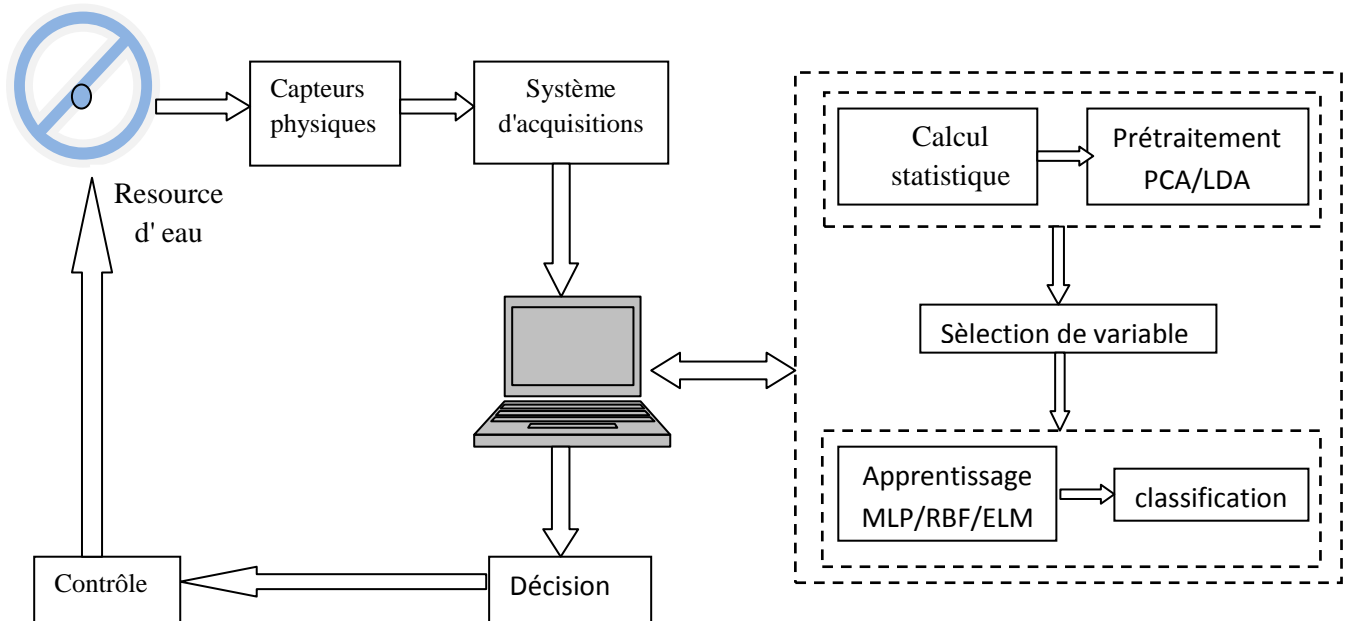 Capteurs
physiques
Système
d'acquisitions
Calcul
statistique
Prétraitement
PCA/LDA
Resource
d' eau
Sèlection de variable
Apprentissage
MLP/RBF/ELM
classification
Contrôle
Décision